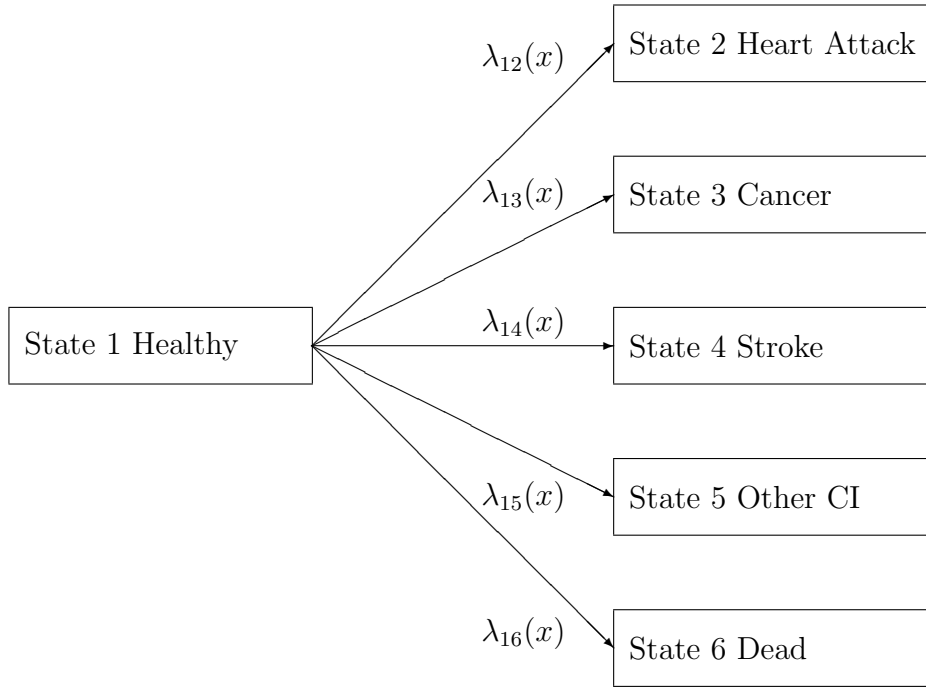 State 2 Heart Attack
λ₁₂(x)
λ₁₃(x)
State 3 Cancer
State 1 Healthy
λ₁₄(x)
State 4 Stroke
λ₁₅(x)
State 5 Other CI
λ₁₆(x)
State 6 Dead